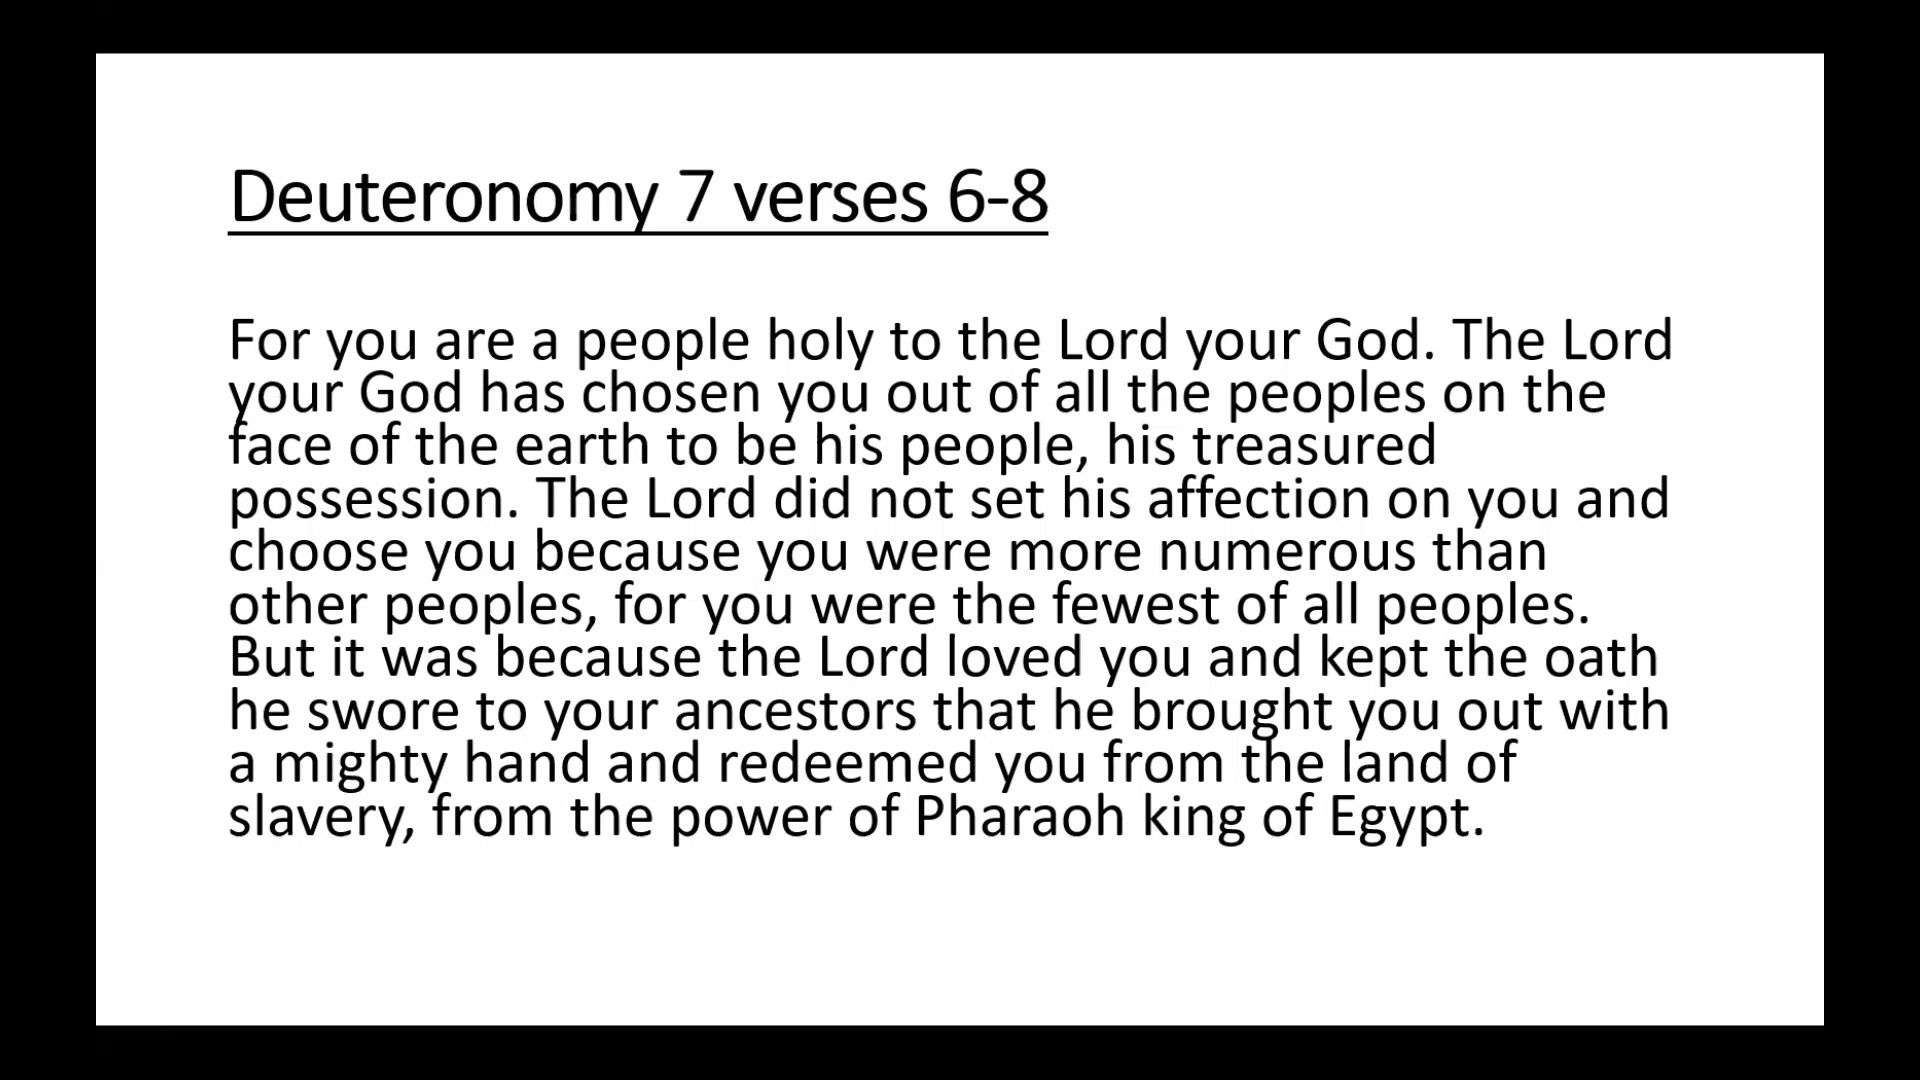 Deuteronomy 7 verses 6-8
For you are a people holy to the Lord your God. The Lord
your God has chosen you out of all the peoples on the
face of the earth to be his people, his treasured
possession. The Lord did not set his affection on you and
choose you because you were more numerous than
other peoples, for you were the fewest of all peoples.
But it was because the Lord loved you and kept the oath
he swore to your ancestors that he brought you out with
a mighty hand and redeemed you from the land of
slavery, from the power of Pharaoh king of Egypt.